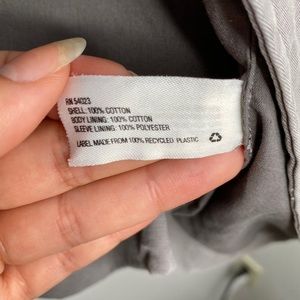 RN 54023
SHELL: 100% COTTON
BODY LINING: 100% COTTON
SLEEVE LINING: 100% POLYESTER
LABEL MADE FROM 100% RECYCLED PLASTIC